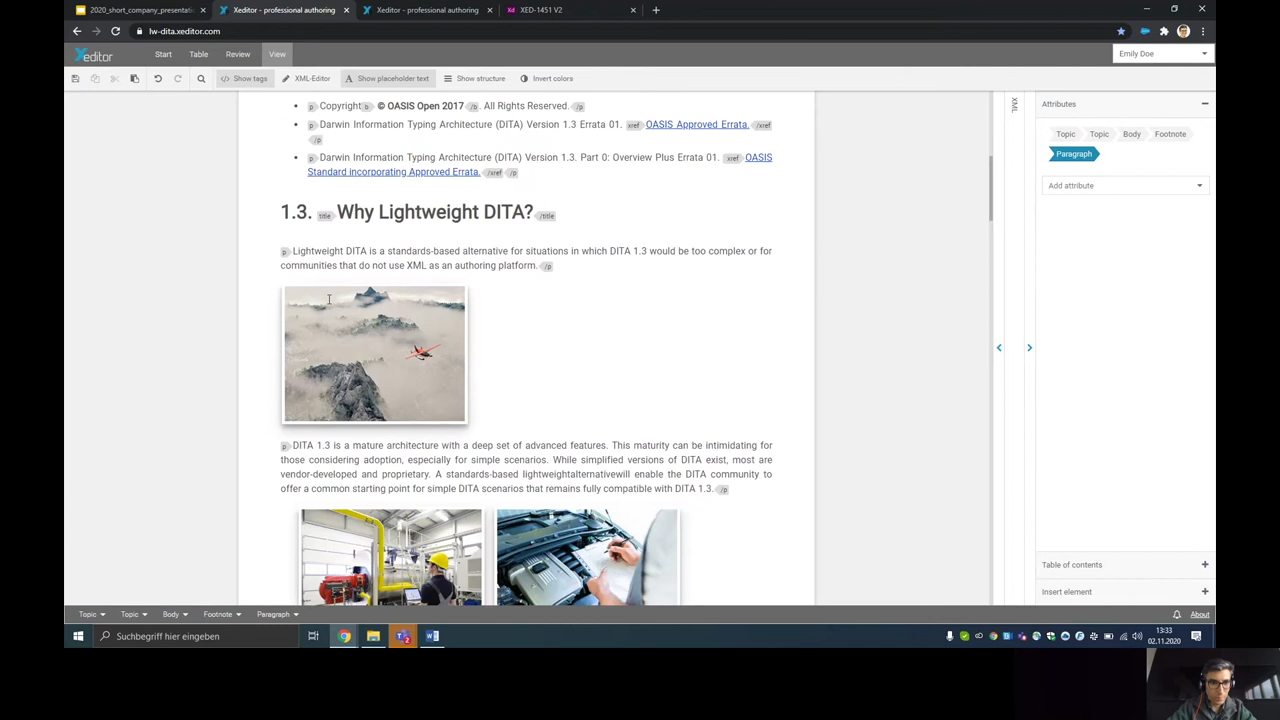 2020_short_company_presentati
Xeditor - professional authoring
Xeditor - professional authoring
XED-1451 V2
lw-dita.xeditor.com
Xeditor
Start
Table
Review
View
Emily Doe
Show tags
XML-Editor
Show placeholder text
Show structure
Invert colors
p Copyright b © OASIS Open 2017 /b . All Rights Reserved. /p
p Darwin Information Typing Architecture (DITA) Version 1.3 Errata 01. xref OASIS Approved Errata. /xref
/p
p Darwin Information Typing Architecture (DITA) Version 1.3. Part 0: Overview Plus Errata 01. xref OASIS
Standard incorporating Approved Errata. /xref /p
1.3. title Why Lightweight DITA? /title
p Lightweight DITA is a standards-based alternative for situations in which DITA 1.3 would be too complex or for
communities that do not use XML as an authoring platform. /p
p DITA 1.3 is a mature architecture with a deep set of advanced features. This maturity can be intimidating for
those considering adoption, especially for simple scenarios. While simplified versions of DITA exist, most are
vendor-developed and proprietary. A standards-based lightweightalternativewill enable the DITA community to
offer a common starting point for simple DITA scenarios that remains fully compatible with DITA 1.3. /p
XML
Attributes
Topic
Topic
Body
Footnote
Paragraph
Add attribute
Table of contents
Insert element
Topic
Topic
Body
Footnote
Paragraph
About
Suchbegriff hier eingeben
13:33
02.11.2020